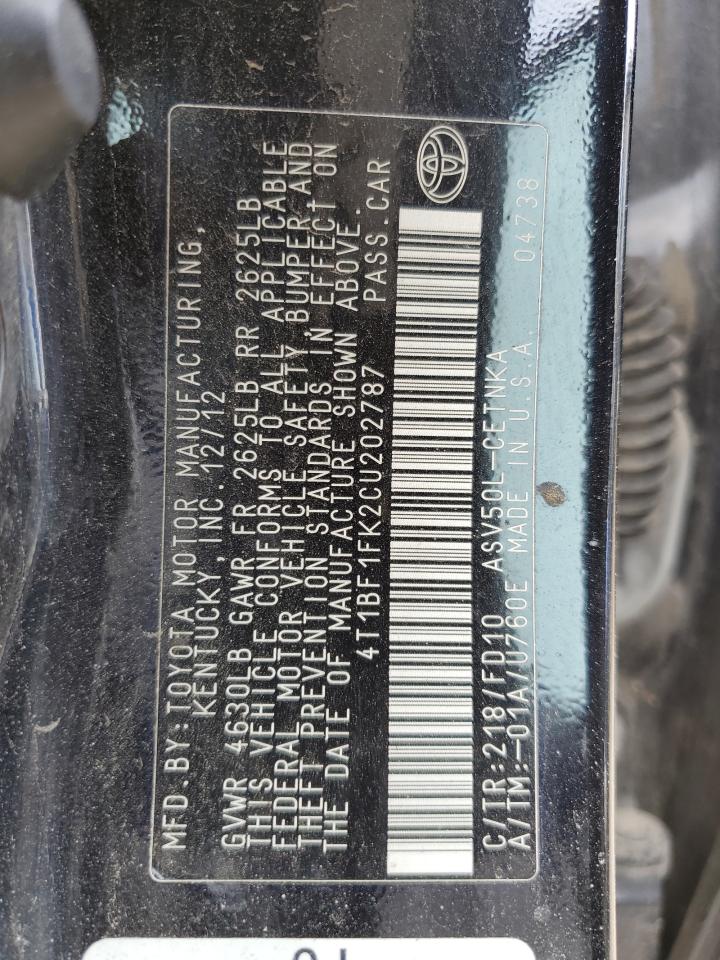 MFD.BY:TOYOTA MOTOR MANUFACTURING,
KENTUCKY, INC. 12/12
GVWR 4630LB GAWR FR 2625LB RR 2625LB
THIS VEHICLE CONFORMS TO ALL APPLICABLE
FEDERAL MOTOR VEHICLE SAFETY, BUMPER AND
THEFT PREVENTION STANDARDS IN EFFECT ON
THE DATE OF MANUFACTURE SHOWN ABOVE.
4T1BF1FK2CU202787 PASS.CAR
C/TR:218/FD10 ASV50L-CETNKA
A/TM:-01A/U760E MADE IN U.S.A. 04738